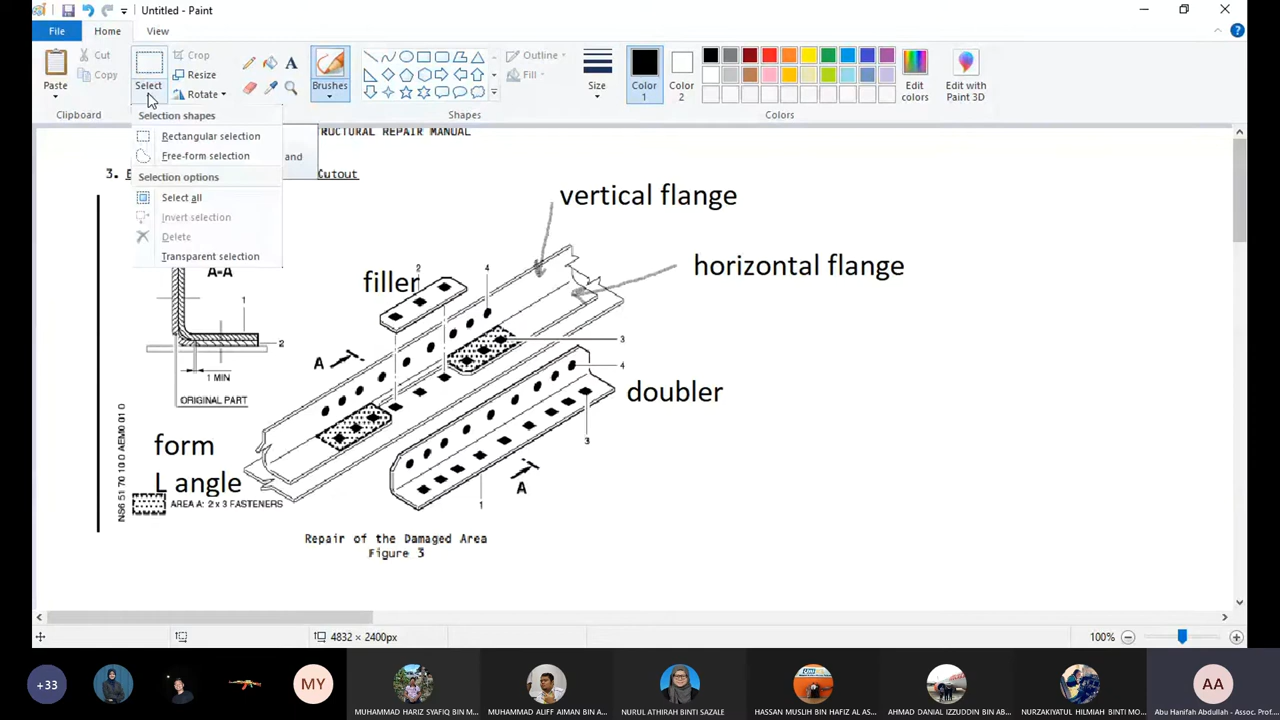 Untitled - Paint
File
Home
View
Paste
Cut
Copy
Clipboard
Select
Crop
Resize
Rotate
A
Brushes
Shapes
Outline
Fill
Size
Color
1
Color
2
Edit
colors
Edit with
Paint 3D
Colors
Selection shapes
Rectangular selection
Free-form selection
Selection options
Select all
Invert selection
Delete
Transparent selection
and
RUCTURAL REPAIR MANUAL
3.
Cutout
vertical flange
horizontal flange
filler
doubler
form
L angle
A-A
1
2
1 MIN
ORIGINAL PART
2
4
3
4
3
1
A
A
NS6 51 70 10 0 AEM0 01 0
AREA A: 2 x 3 FASTENERS
Repair of the Damaged Area
Figure 3
4832 × 2400px
100%
+33
MY
MUHAMMAD HARIZ SYAFIQ BIN M...
MUHAMMAD ALIFF AIMAN BIN A...
NURUL ATHIRAH BINTI SAZALE
HASSAN MUSLIH BIN HAFIZ AL AS...
AHMAD DANIAL IZZUDDIN BIN AB...
NURZAKIYATUL HILMIAH BINTI MO...
AA
Abu Hanifah Abdullah - Assoc. Prof...